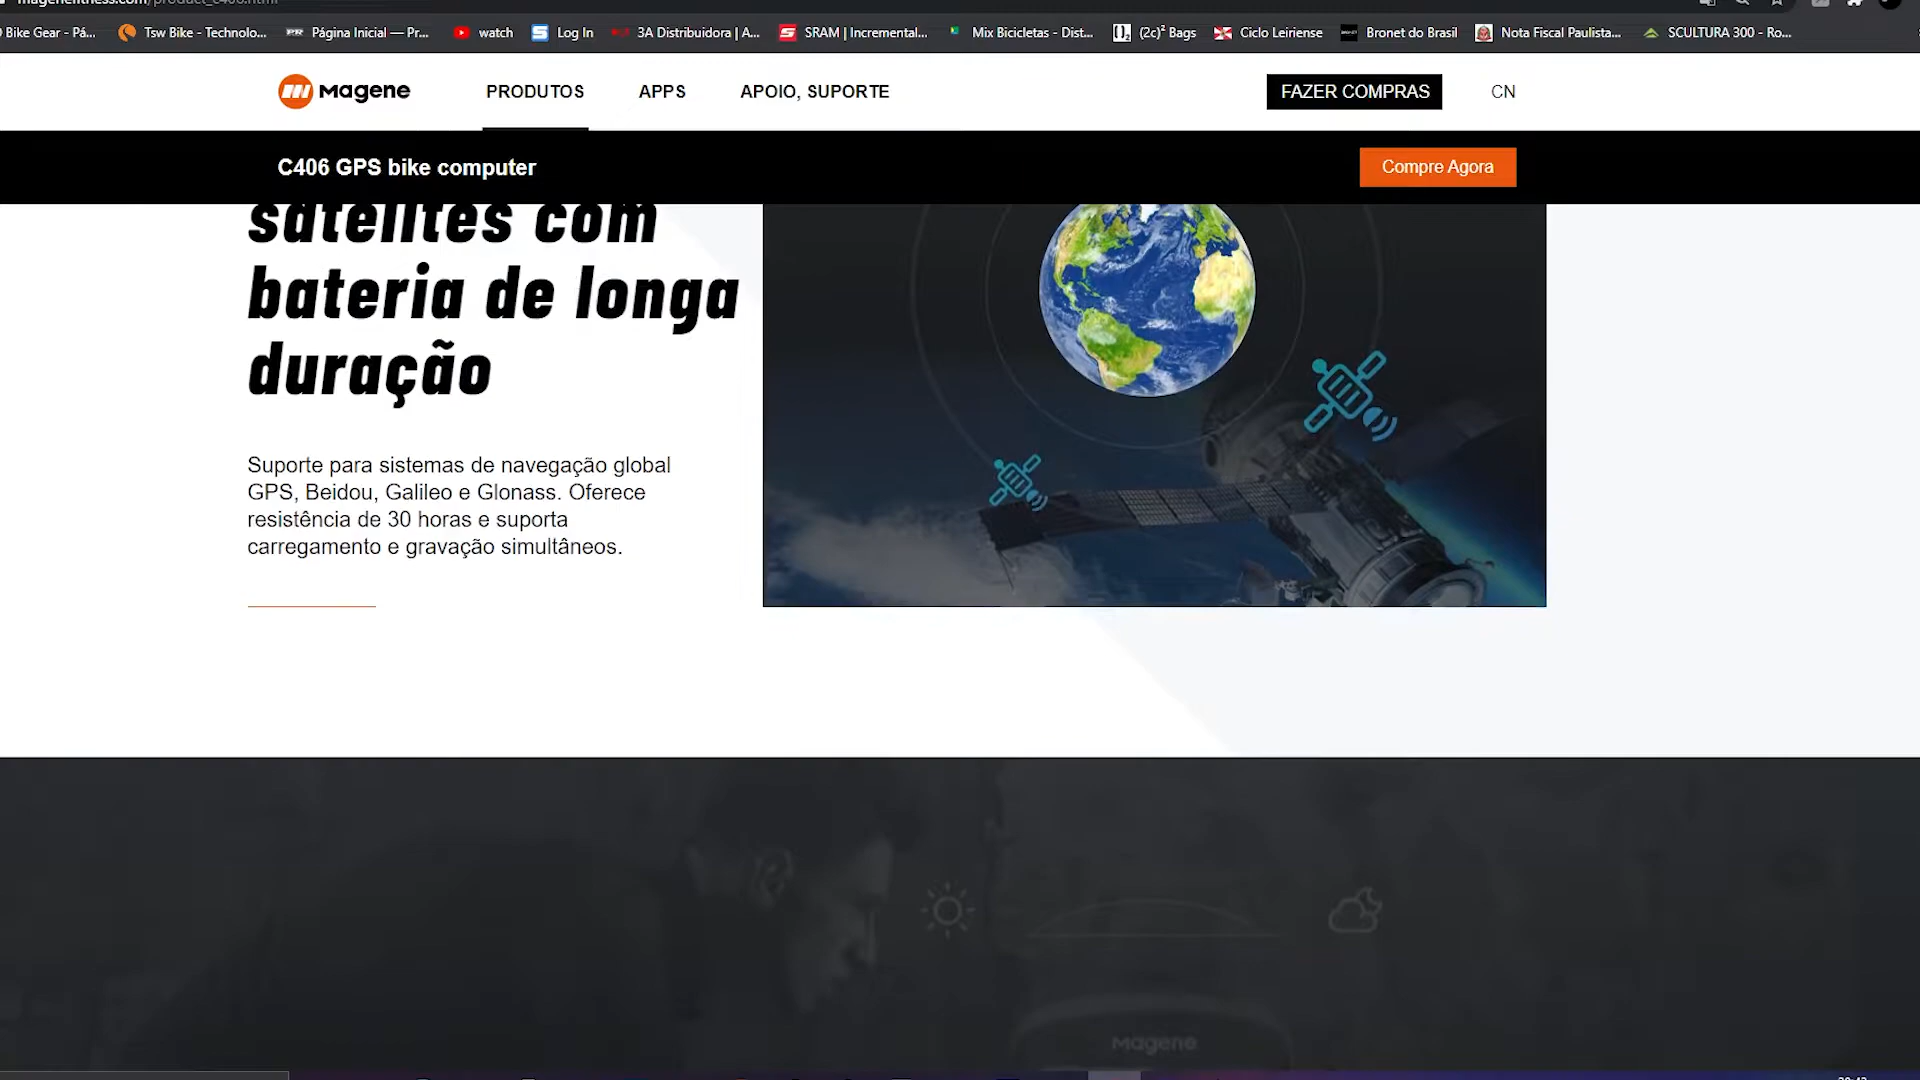 Bike Gear - Pá...
Tsw Bike - Technolo...
Página Inicial — Pr...
watch
Log In
3A Distribuidora | A...
SRAM | Incremental...
Mix Bicicletas - Dist...
(2c)² Bags
Ciclo Leiriense
Bronet do Brasil
Nota Fiscal Paulista...
SCULTURA 300 - Ro...
magene
PRODUTOS
APPS
APOIO, SUPORTE
FAZER COMPRAS
CN
C406 GPS bike computer
Compre Agora
satélites com
bateria de longa
duração
Suporte para sistemas de navegação global
GPS, Beidou, Galileo e Glonass. Oferece
resistência de 30 horas e suporta
carregamento e gravação simultâneos.
magene